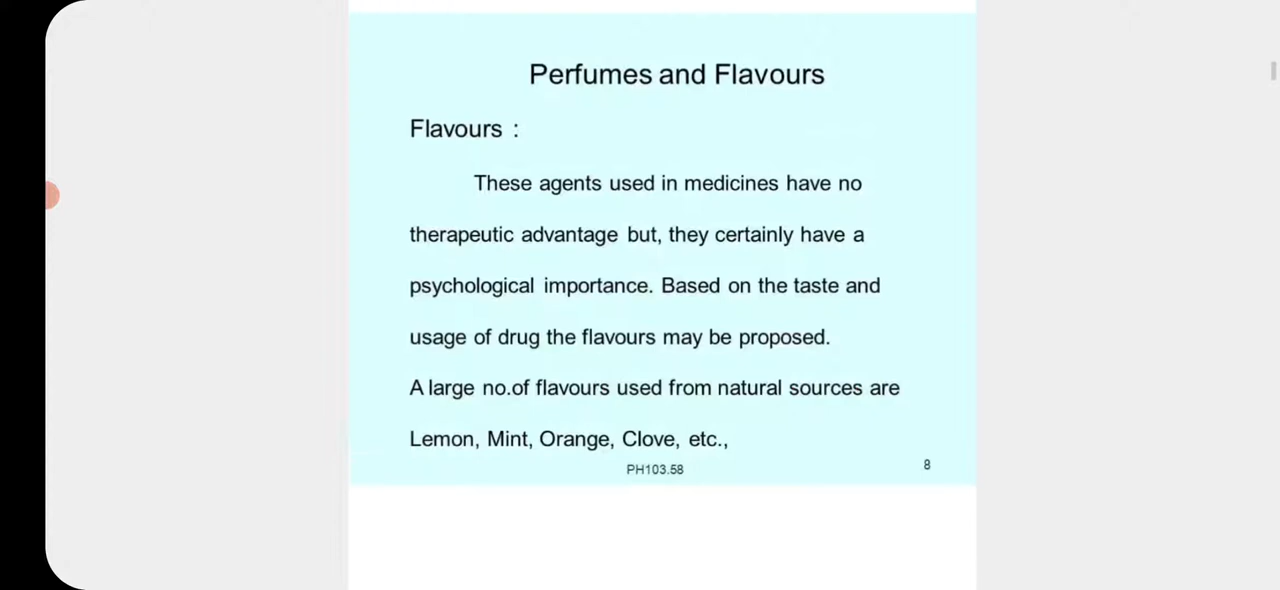 Perfumes and Flavours
Flavours :
These agents used in medicines have no
therapeutic advantage but, they certainly have a
psychological importance. Based on the taste and
usage of drug the flavours may be proposed.
A large no.of flavours used from natural sources are
Lemon, Mint, Orange, Clove, etc.,
PH103.58
8